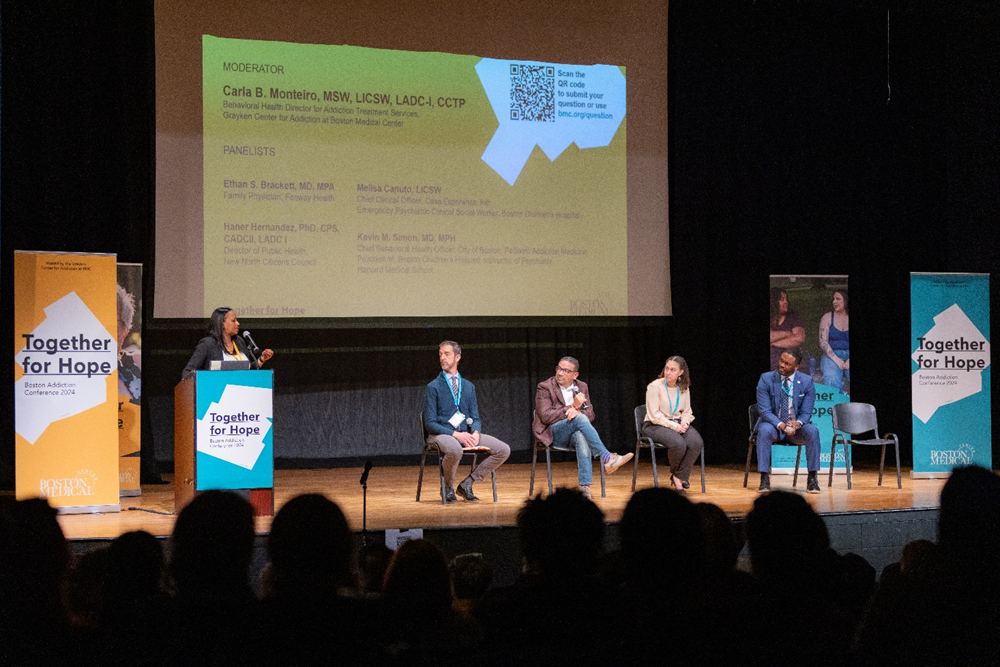 MODERATOR
Carla B. Monteiro, MSW, LICSW, LADC-I, CCTP
Behavioral Health Director for Addiction Treatment Services,
Grayken Center for Addiction at Boston Medical Center
Scan the
QR code
to submit your
question or use
bmc.org/question
PANELISTS
Ethan S. Brackett, MD, MPA
Family Physician, Fenway Health
Melisa Canuto, LICSW
Chief Clinical Officer, Casa Esperanza, Inc.
Emergency Psychiatric Clinical Social Worker, Boston Children's Hospital
Haner Hernandez, PhD, CPS,
CADCII, LADC I
Director of Public Health,
New North Citizens Council
Kevin M. Simon, MD, MPH
Chief Behavioral Health Officer, City of Boston, Pediatric Addiction Medicine
Boston Children's Hospital, Instructor of Psychiatry
Harvard Medical School
Together for Hope
BOSTON
MEDICAL
Together
for Hope
Boston Addiction
Conference 2024
BOSTON
MEDICAL
Together
for Hope
Boston Addiction
Conference 2024
Together
for Hope
Boston Addiction
Conference 2024
BOSTON
MEDICAL